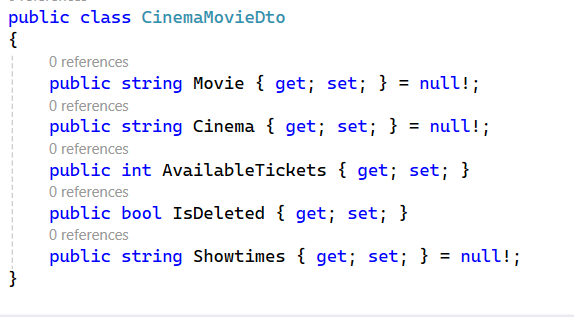 public class CinemaMovieDto
{
0 references
public string Movie { get; set; } = null!;
0 references
public string Cinema { get; set; } = null!;
0 references
public int AvailableTickets { get; set; }
0 references
public bool IsDeleted { get; set; }
0 references
public string Showtimes { get; set; } = null!;
}